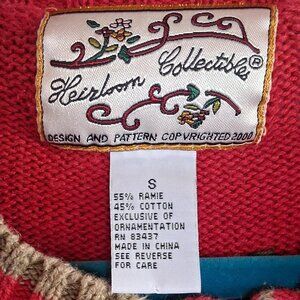 Heirloom Collectibles®
DESIGN AND PATTERN COPYRIGHTED 2000
S
55% RAMIE
45% COTTON
EXCLUSIVE OF
ORNAMENTATION
RN 83437
MADE IN CHINA
SEE REVERSE
FOR CARE